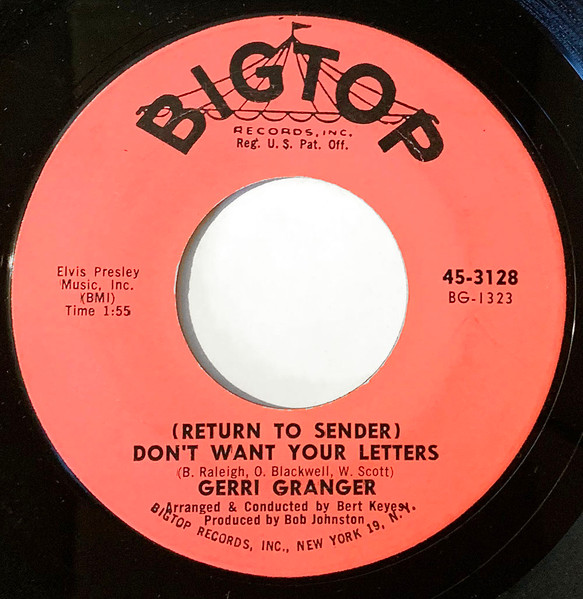 BIGTOP
RECORDS, INC.
Reg. U.S. Pat. Off.
Elvis Presley
Music, Inc.
(BMI)
Time 1:55
45-3128
BG-1323
(RETURN TO SENDER)
DON'T WANT YOUR LETTERS
(B. Raleigh, O. Blackwell, W. Scott)
GERRI GRANGER
Arranged & Conducted by Bert Keyes
Produced by Bob Johnston
BIGTOP RECORDS, INC., NEW YORK 19, N.Y.